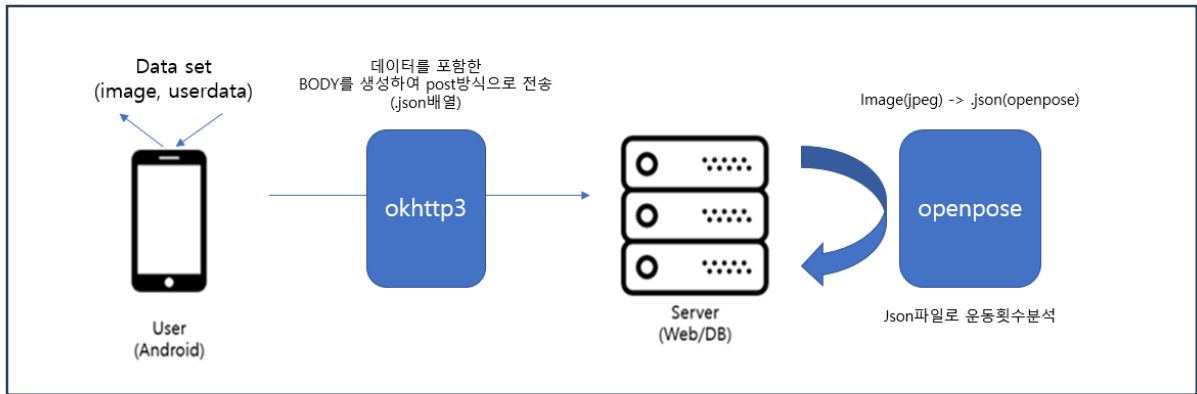 Data set
(image, userdata)
데이터를 포함한
BODY를 생성하여 post방식으로 전송
(.json배열)
Image(jpeg) -> .json(openpose)
okhttp3
openpose
User
(Android)
Server
(Web/DB)
Json파일로 운동횟수분석